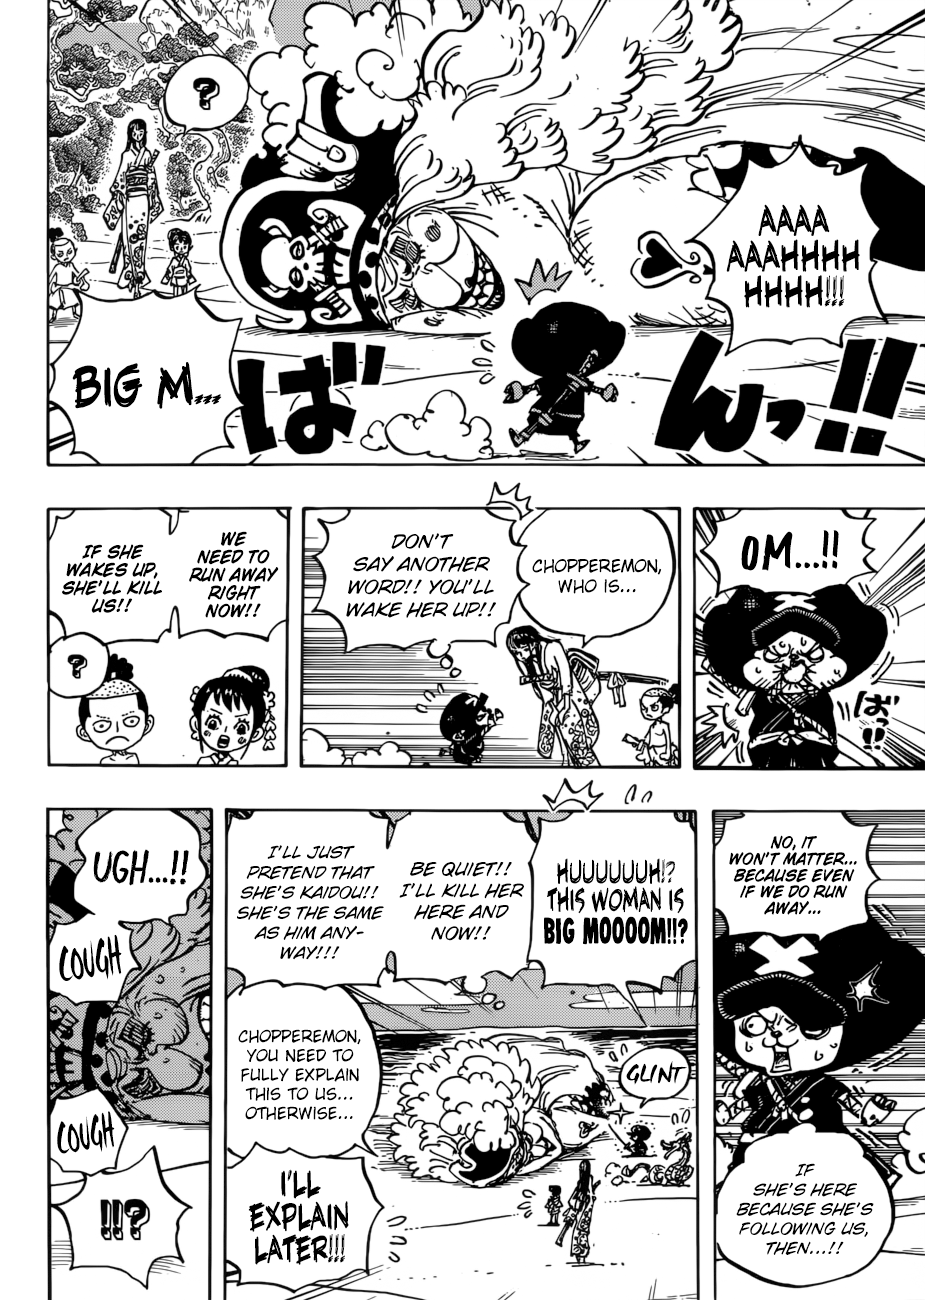 AAAA
AAAHHHH
HHHH!!!
?
BIG M...
ばんっ!!
OM...!!
ばっ!!
CHOPPEREMON,
WHO IS...
DON'T
SAY ANOTHER
WORD!! YOU'LL
WAKE HER UP!!
WE
NEED TO
RUN AWAY
RIGHT
NOW!!
IF SHE
WAKES UP,
SHE'LL KILL
US!!
?
NO, IT
WON'T MATTER...
BECAUSE EVEN
IF WE DO RUN
AWAY...
IF
SHE'S HERE
BECAUSE SHE'S
FOLLOWING US,
THEN...!!
HUUUUUUH!?
THIS WOMAN IS
BIG MOOOOM!!?
BE QUIET!!
I'LL KILL HER
HERE AND
NOW!!
I'LL JUST
PRETEND THAT
SHE'S KAIDOU!!
SHE'S THE SAME
AS HIM ANY-
WAY!!!
GLINT
CHOPPEREMON,
YOU NEED TO
FULLY EXPLAIN
THIS TO US...
OTHERWISE...
I'LL
EXPLAIN
LATER!!!
UGH...!!
COUGH
COUGH
!!?